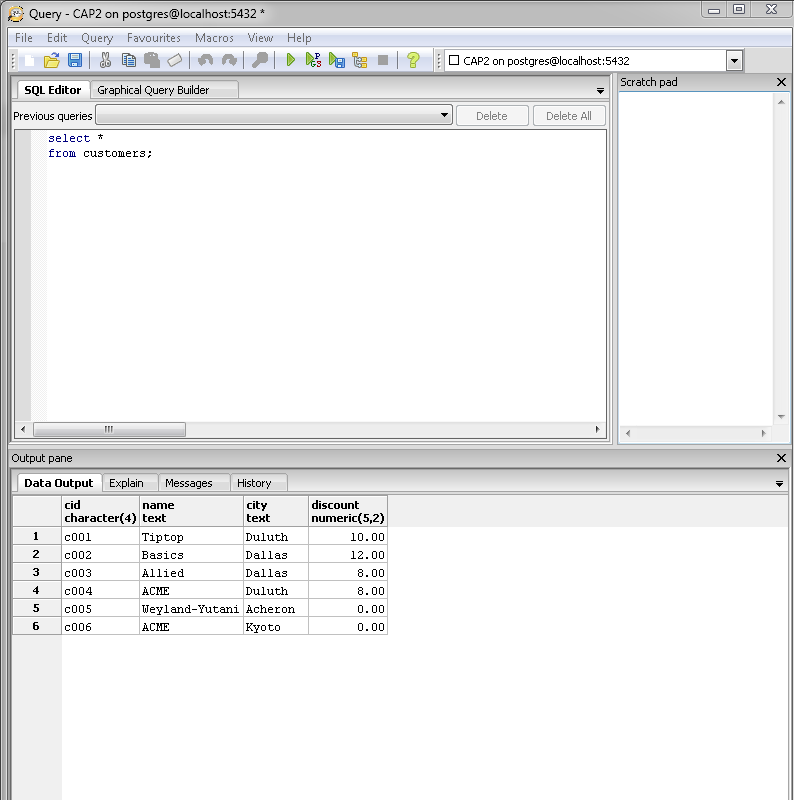 Query - CAP2 on postgres@localhost:5432 *
File Edit Query Favourites Macros View Help
CAP2 on postgres@localhost:5432
SQL Editor Graphical Query Builder
Scratch pad
Previous queries Delete Delete All
select *
from customers;
Output pane
Data Output Explain Messages History
cid name city discount
character(4) text text numeric(5,2)
1 c001 Tiptop Duluth 10.00
2 c002 Basics Dallas 12.00
3 c003 Allied Dallas 8.00
4 c004 ACME Duluth 8.00
5 c005 Weyland-Yutani Acheron 0.00
6 c006 ACME Kyoto 0.00